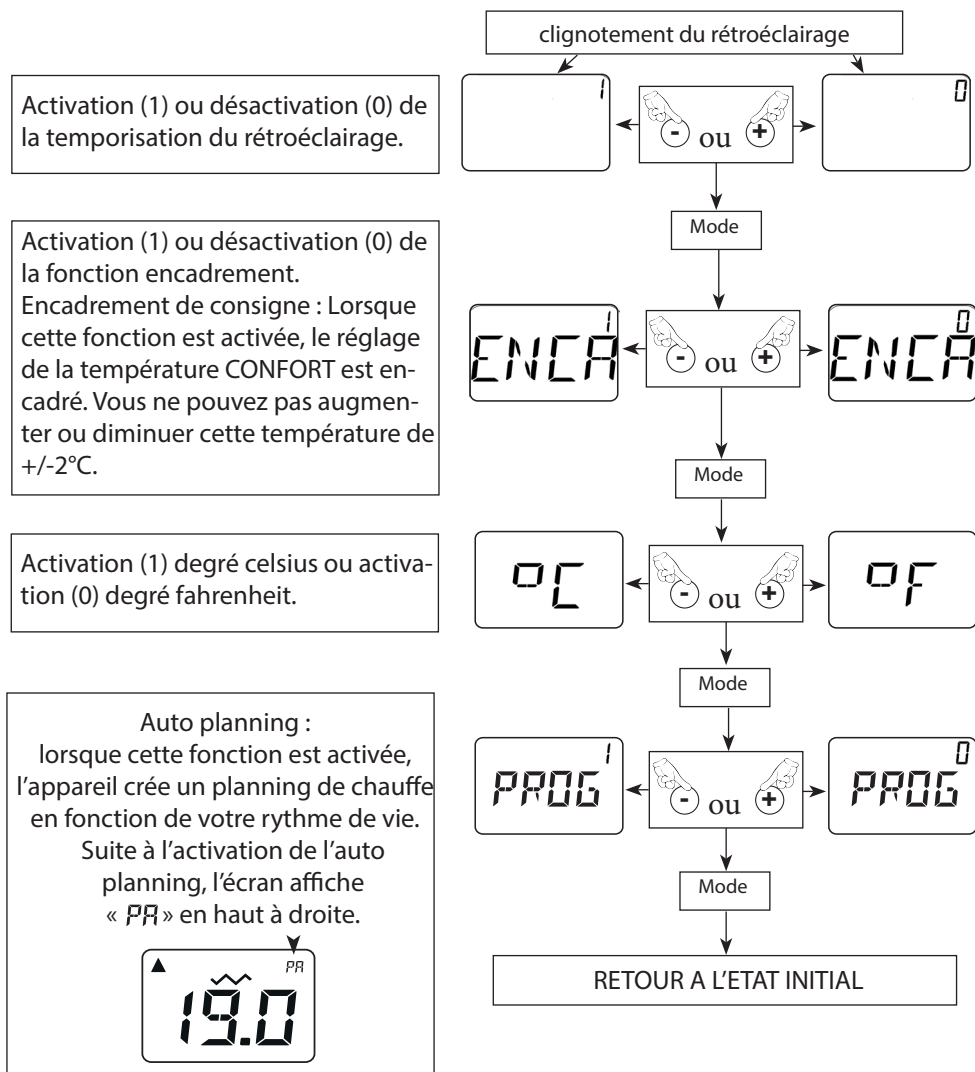 clignotement du rétroéclairage
Activation (1) ou désactivation (0) de
la temporisation du rétroéclairage.
1
- ou +
0
Mode
Activation (1) ou désactivation (0) de
la fonction encadrement.
Encadrement de consigne : Lorsque
cette fonction est activée, le réglage
de la température CONFORT est en-
cadré. Vous ne pouvez pas augmen-
ter ou diminuer cette température de
+/-2°C.
1
ENCA
- ou +
0
ENCA
Mode
Activation (1) degré celsius ou activa-
tion (0) degré fahrenheit.
°C
- ou +
°F
Mode
Auto planning :
lorsque cette fonction est activée,
l’appareil crée un planning de chauffe
en fonction de votre rythme de vie.
Suite à l’activation de l’auto
planning, l’écran affiche
« PA » en haut à droite.
PA
19.0
1
PROG
- ou +
0
PROG
Mode
RETOUR A L’ETAT INITIAL